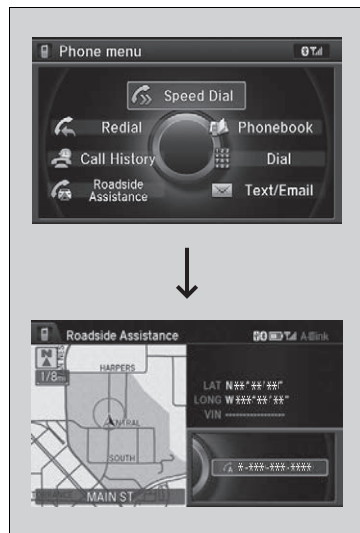 Phone menu
Speed Dial
Redial
Phonebook
Call History
Dial
Roadside
Assistance
Text/Email
Roadside Assistance
N
1/8mi
HARPERS
LAT N**°**'**"
LONG W***°**'**"
VIN -----------------
CENTRAL
SOUTH
*-***-***-****
MAIN ST